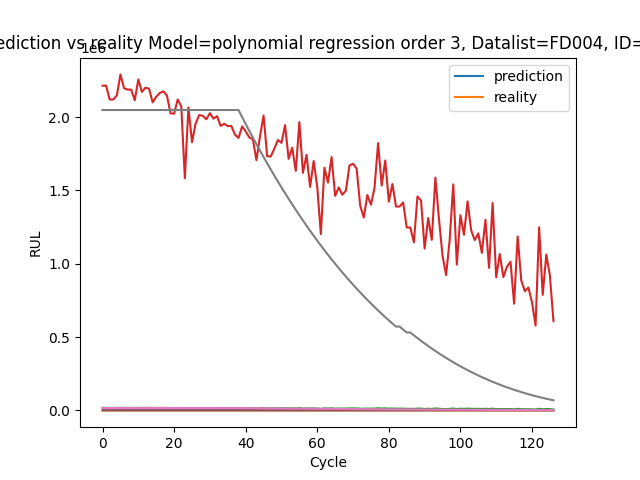 ediction vs reality Model=polynomial regression order 3, Datalist=FD004, ID=
1e6
prediction
reality
2.0
1.5
1.0
0.5
0.0
RUL
0 20 40 60 80 100 120
Cycle